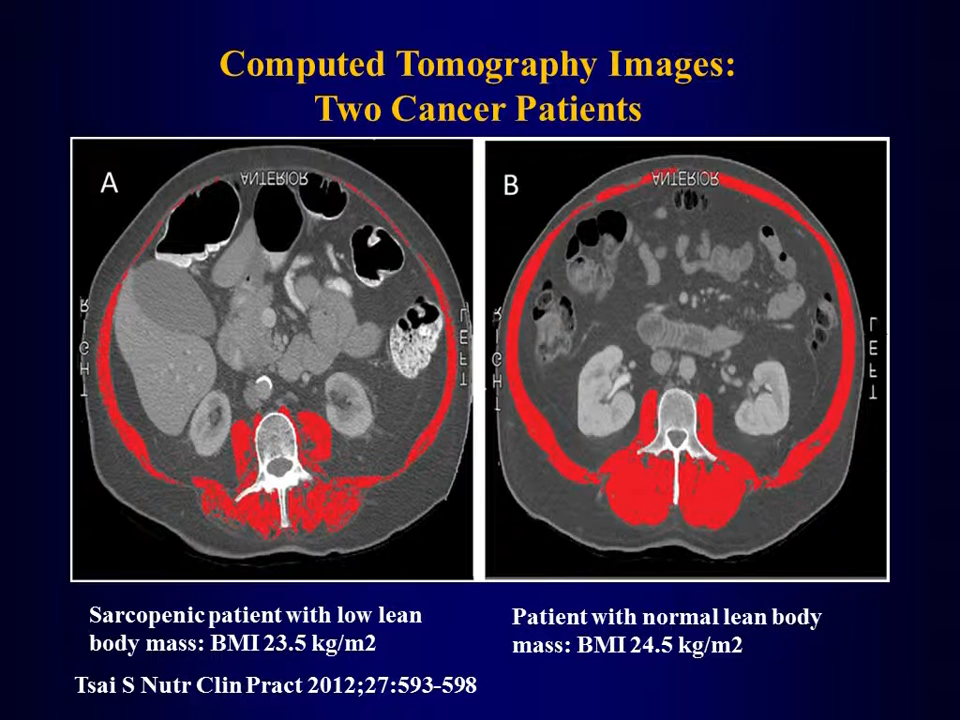 Computed Tomography Images:
Two Cancer Patients
A
ANTERIOR
RIGHT
LEFT
B
ANTERIOR
RIGHT
LEFT
Sarcopenic patient with low lean
body mass: BMI 23.5 kg/m2
Patient with normal lean body
mass: BMI 24.5 kg/m2
Tsai S Nutr Clin Pract 2012;27:593-598